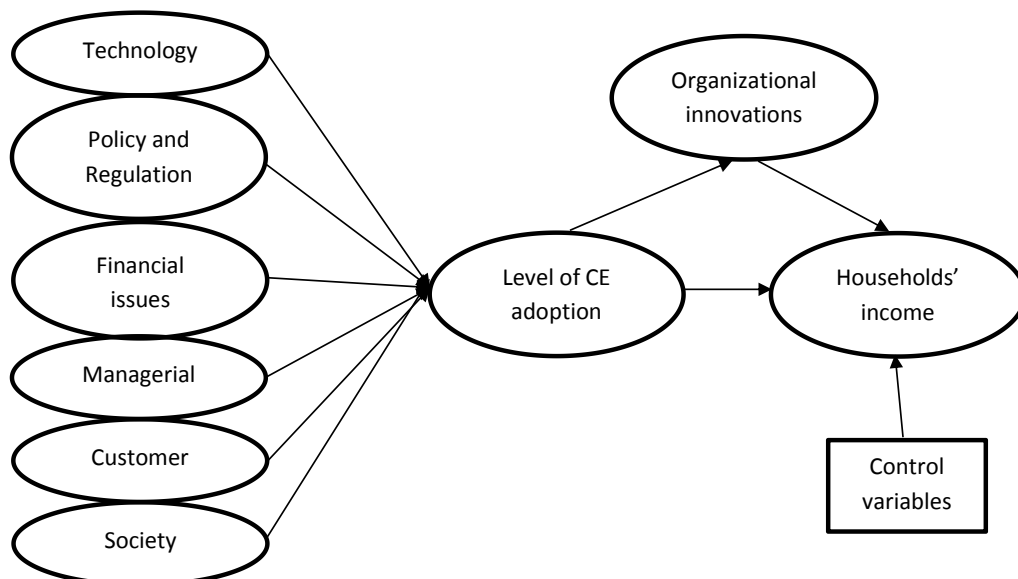 Technology
Policy and
Regulation
Financial
issues
Managerial
Customer
Society
Level of CE
adoption
Organizational
innovations
Households’
income
Control
variables